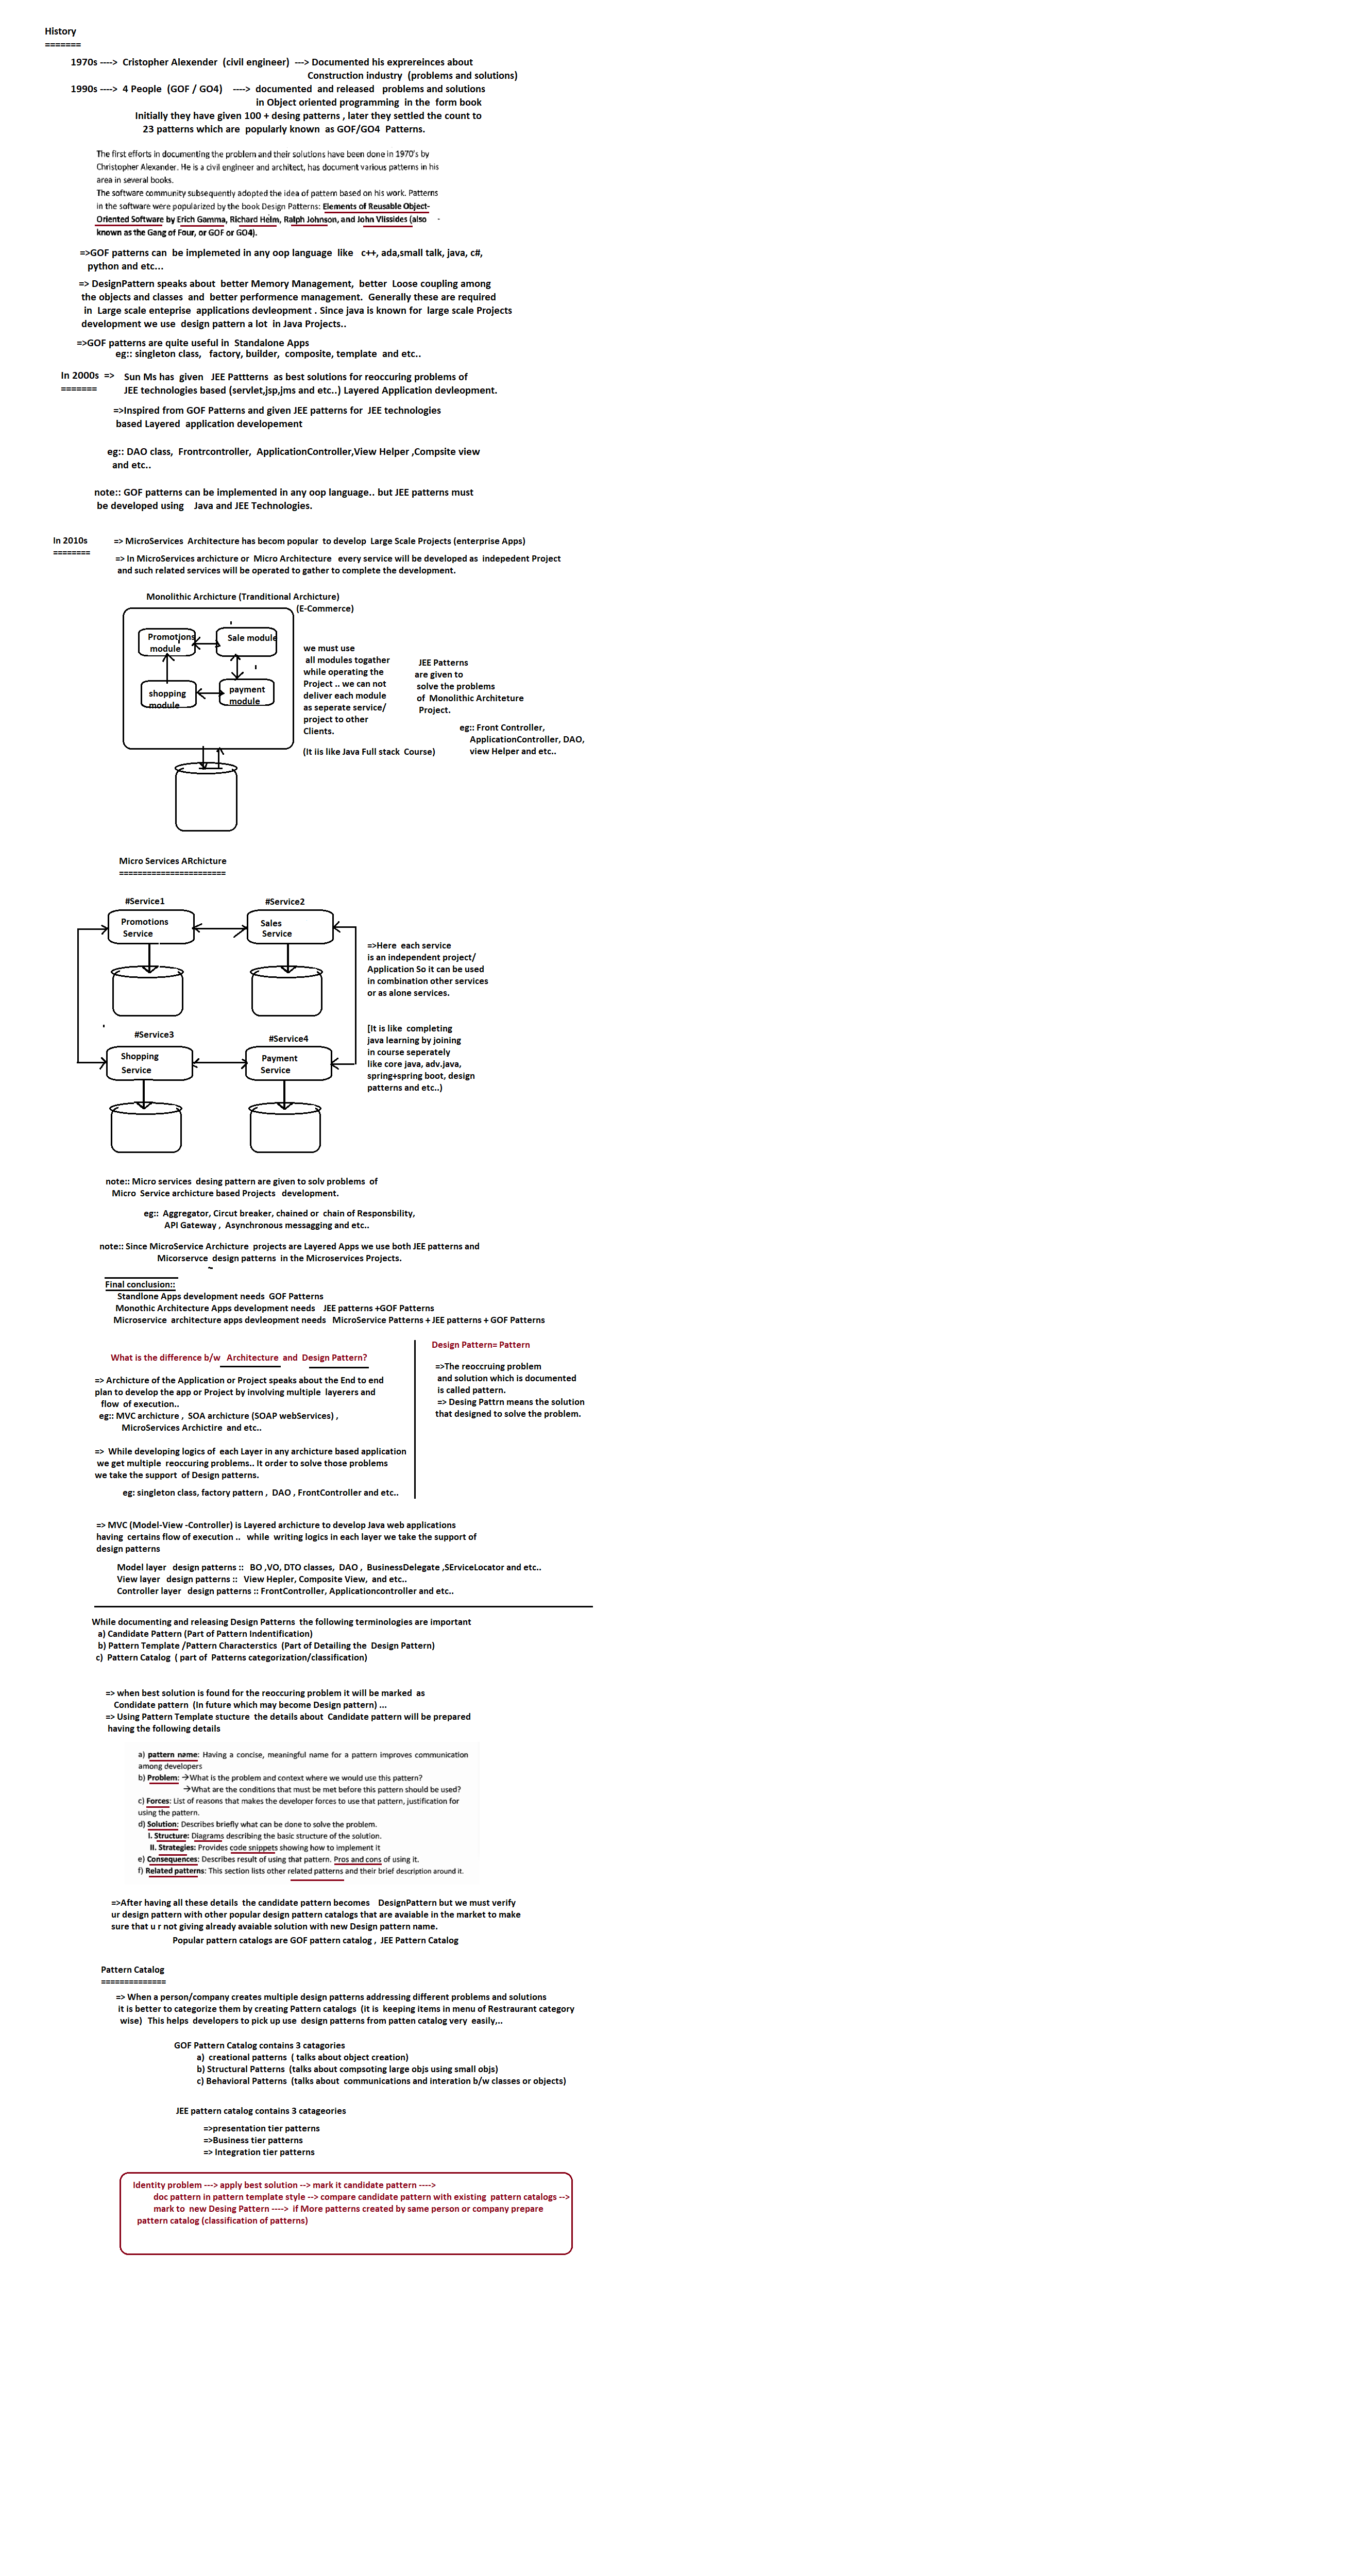 History
=======
1970s ----> Cristopher Alexender (civil engineer) ---> Documented his exprereinces about
Construction industry (problems and solutions)
1990s ----> 4 People (GOF / GO4) ----> documented and released problems and solutions
in Object oriented programming in the form book
Initially they have given 100 + desing patterns , later they settled the count to
23 patterns which are popularly known as GOF/GO4 Patterns.
The first efforts in documenting the problem and their solutions have been done in 1970's by
Christopher Alexander. He is a civil engineer and architect, has document various patterns in his
area in several books.
The software community subsequently adopted the idea of pattern based on his work. Patterns
in the software were popularized by the book Design Patterns: Elements of Reusable Object-
Oriented Software by Erich Gamma, Richard Helm, Ralph Johnson, and John Vlissides (also
known as the Gang of Four, or GOF or GO4).
=>GOF patterns can be implemeted in any oop language like c++, ada,small talk, java, c#,
python and etc...
=> DesignPattern speaks about better Memory Management, better Loose coupling among
the objects and classes and better performence management. Generally these are required
in Large scale enteprise applications devleopment . Since java is known for large scale Projects
development we use design pattern a lot in Java Projects..
=>GOF patterns are quite useful in Standalone Apps
eg:: singleton class, factory, builder, composite, template and etc..
In 2000s => Sun Ms has given JEE Pattterns as best solutions for reoccuring problems of
======= JEE technologies based (servlet,jsp,jms and etc..) Layered Application devleopment.
=>Inspired from GOF Patterns and given JEE patterns for JEE technologies
based Layered application developement
eg:: DAO class, Frontrcontroller, ApplicationController,View Helper ,Compsite view
and etc..
note:: GOF patterns can be implemented in any oop language.. but JEE patterns must
be developed using Java and JEE Technologies.
In 2010s => MicroServices Architecture has becom popular to develop Large Scale Projects (enterprise Apps)
========
=> In MicroServices archicture or Micro Architecture every service will be developed as indepedent Project
and such related services will be operated to gather to complete the development.
Monolithic Archicture (Tranditional Archicture)
(E-Commerce)
Promotions
module
Sale module
shopping
module
payment
module
we must use
all modules togather
while operating the
Project .. we can not
deliver each module
as seperate service/
project to other
Clients.
(It iis like Java Full stack Course)
JEE Patterns
are given to
solve the problems
of Monolithic Architeture
Project.
eg:: Front Controller,
ApplicationController, DAO,
view Helper and etc..
Micro Services ARchicture
=======================
#Service1
Promotions
Service
#Service2
Sales
Service
=>Here each service
is an independent project/
Application So it can be used
in combination other services
or as alone services.
[It is like completing
java learning by joining
in course seperately
like core java, adv.java,
spring+spring boot, design
patterns and etc..)
#Service3
Shopping
Service
#Service4
Payment
Service
note:: Micro services desing pattern are given to solv problems of
Micro Service archicture based Projects development.
eg:: Aggregator, Circut breaker, chained or chain of Responsbility,
API Gateway , Asynchronous messagging and etc..
note:: Since MicroService Archicture projects are Layered Apps we use both JEE patterns and
Micorservce design patterns in the Microservices Projects.
~
Final conclusion::
Standlone Apps development needs GOF Patterns
Monothic Architecture Apps development needs JEE patterns +GOF Patterns
Microservice architecture apps devleopment needs MicroService Patterns + JEE patterns + GOF Patterns
What is the difference b/w Architecture and Design Pattern?
=> Archicture of the Application or Project speaks about the End to end
plan to develop the app or Project by involving multiple layerers and
flow of execution..
eg:: MVC archicture , SOA archicture (SOAP webServices) ,
MicroServices Archictire and etc..
=> While developing logics of each Layer in any archicture based application
we get multiple reoccuring problems.. It order to solve those problems
we take the support of Design patterns.
eg: singleton class, factory pattern , DAO , FrontController and etc..
Design Pattern= Pattern
=>The reoccruing problem
and solution which is documented
is called pattern.
=> Desing Pattrn means the solution
that designed to solve the problem.
=> MVC (Model-View -Controller) is Layered archicture to develop Java web applications
having certains flow of execution .. while writing logics in each layer we take the support of
design patterns
Model layer design patterns :: BO ,VO, DTO classes, DAO , BusinessDelegate ,SErviceLocator and etc..
View layer design patterns :: View Hepler, Composite View, and etc..
Controller layer design patterns :: FrontController, Applicationcontroller and etc..
While documenting and releasing Design Patterns the following terminologies are important
a) Candidate Pattern (Part of Pattern Indentification)
b) Pattern Template /Pattern Characterstics (Part of Detailing the Design Pattern)
c) Pattern Catalog ( part of Patterns categorization/classification)
=> when best solution is found for the reoccuring problem it will be marked as
Condidate pattern (In future which may become Design pattern) ...
=> Using Pattern Template stucture the details about Candidate pattern will be prepared
having the following details
a) pattern name: Having a concise, meaningful name for a pattern improves communication
among developers
b) Problem: →What is the problem and context where we would use this pattern?
→What are the conditions that must be met before this pattern should be used?
c) Forces: List of reasons that makes the developer forces to use that pattern, justification for
using the pattern.
d) Solution: Describes briefly what can be done to solve the problem.
I. Structure: Diagrams describing the basic structure of the solution.
II. Strategies: Provides code snippets showing how to implement it
e) Consequences: Describes result of using that pattern. Pros and cons of using it.
f) Related patterns: This section lists other related patterns and their brief description around it.
=>After having all these details the candidate pattern becomes DesignPattern but we must verify
ur design pattern with other popular design pattern catalogs that are avaiable in the market to make
sure that u r not giving already avaiable solution with new Design pattern name.
Popular pattern catalogs are GOF pattern catalog , JEE Pattern Catalog
Pattern Catalog
==============
=> When a person/company creates multiple design patterns addressing different problems and solutions
it is better to categorize them by creating Pattern catalogs (it is keeping items in menu of Restraurant category
wise) This helps developers to pick up use design patterns from patten catalog very easily,..
GOF Pattern Catalog contains 3 catagories
a) creational patterns ( talks about object creation)
b) Structural Patterns (talks about compsoting large objs using small objs)
c) Behavioral Patterns (talks about communications and interation b/w classes or objects)
JEE pattern catalog contains 3 catageories
=>presentation tier patterns
=>Business tier patterns
=> Integration tier patterns
Identity problem ---> apply best solution --> mark it candidate pattern ---->
doc pattern in pattern template style --> compare candidate pattern with existing pattern catalogs -->
mark to new Desing Pattern ----> if More patterns created by same person or company prepare
pattern catalog (classification of patterns)